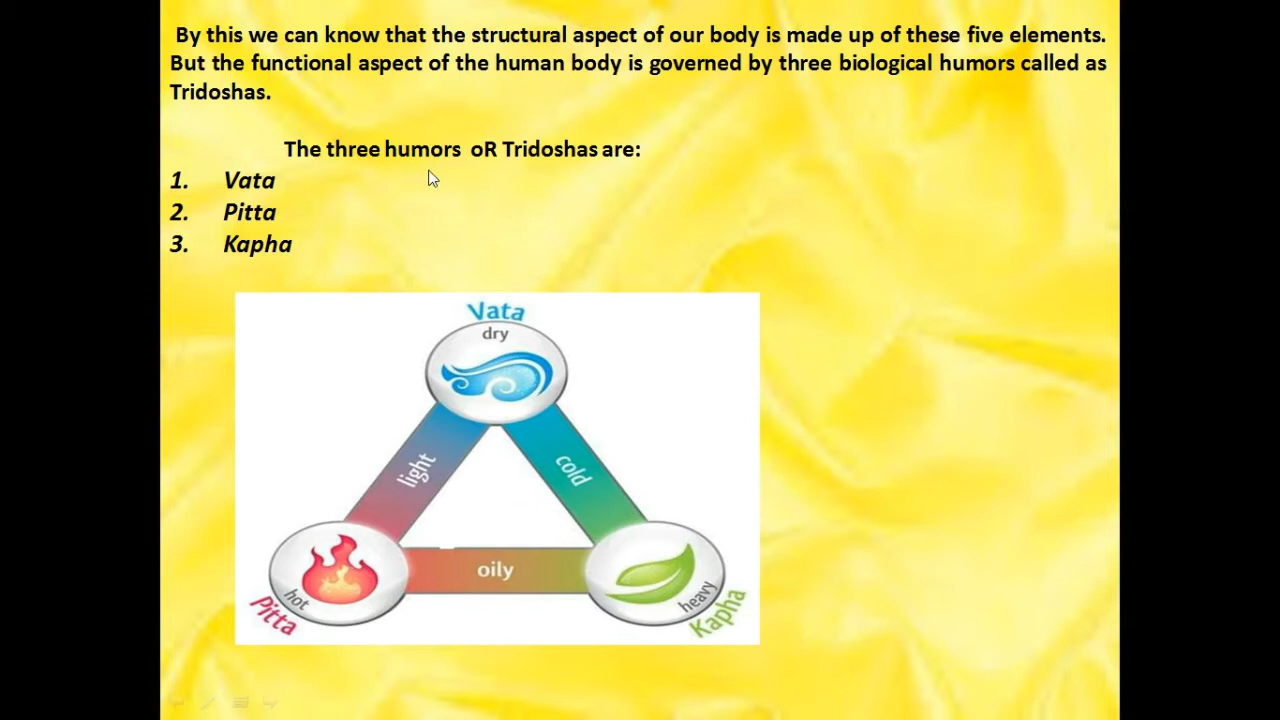 By this we can know that the structural aspect of our body is made up of these five elements.
But the functional aspect of the human body is governed by three biological humors called as
Tridoshas.
The three humors oR Tridoshas are:
1. Vata
2. Pitta
3. Kapha
Vata
dry
light
cold
oily
hot
Pitta
heavy
Kapha